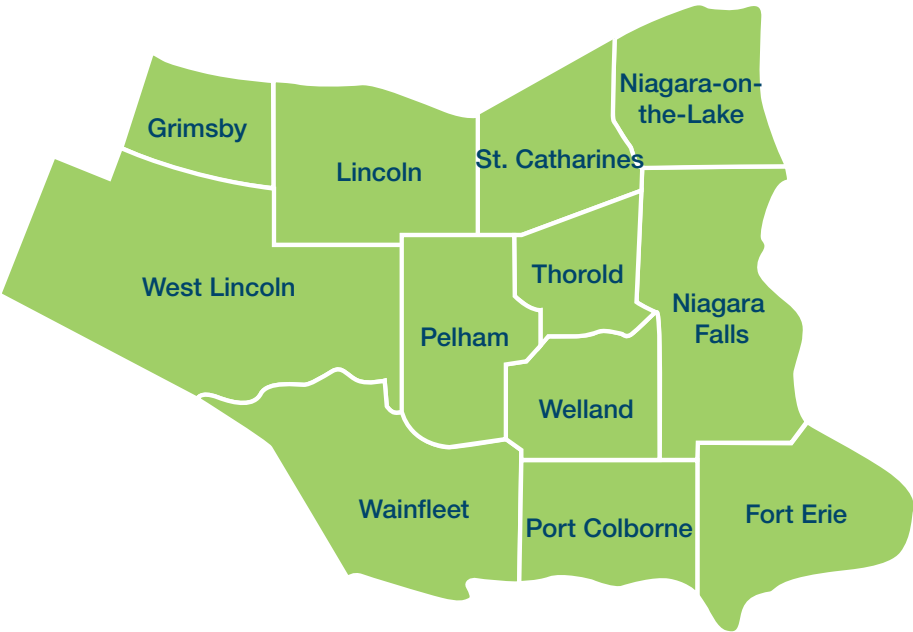 Niagara-on-
the-Lake
Grimsby
St. Catharines
Lincoln
Thorold
West Lincoln
Niagara
Falls
Pelham
Welland
Wainfleet
Fort Erie
Port Colborne